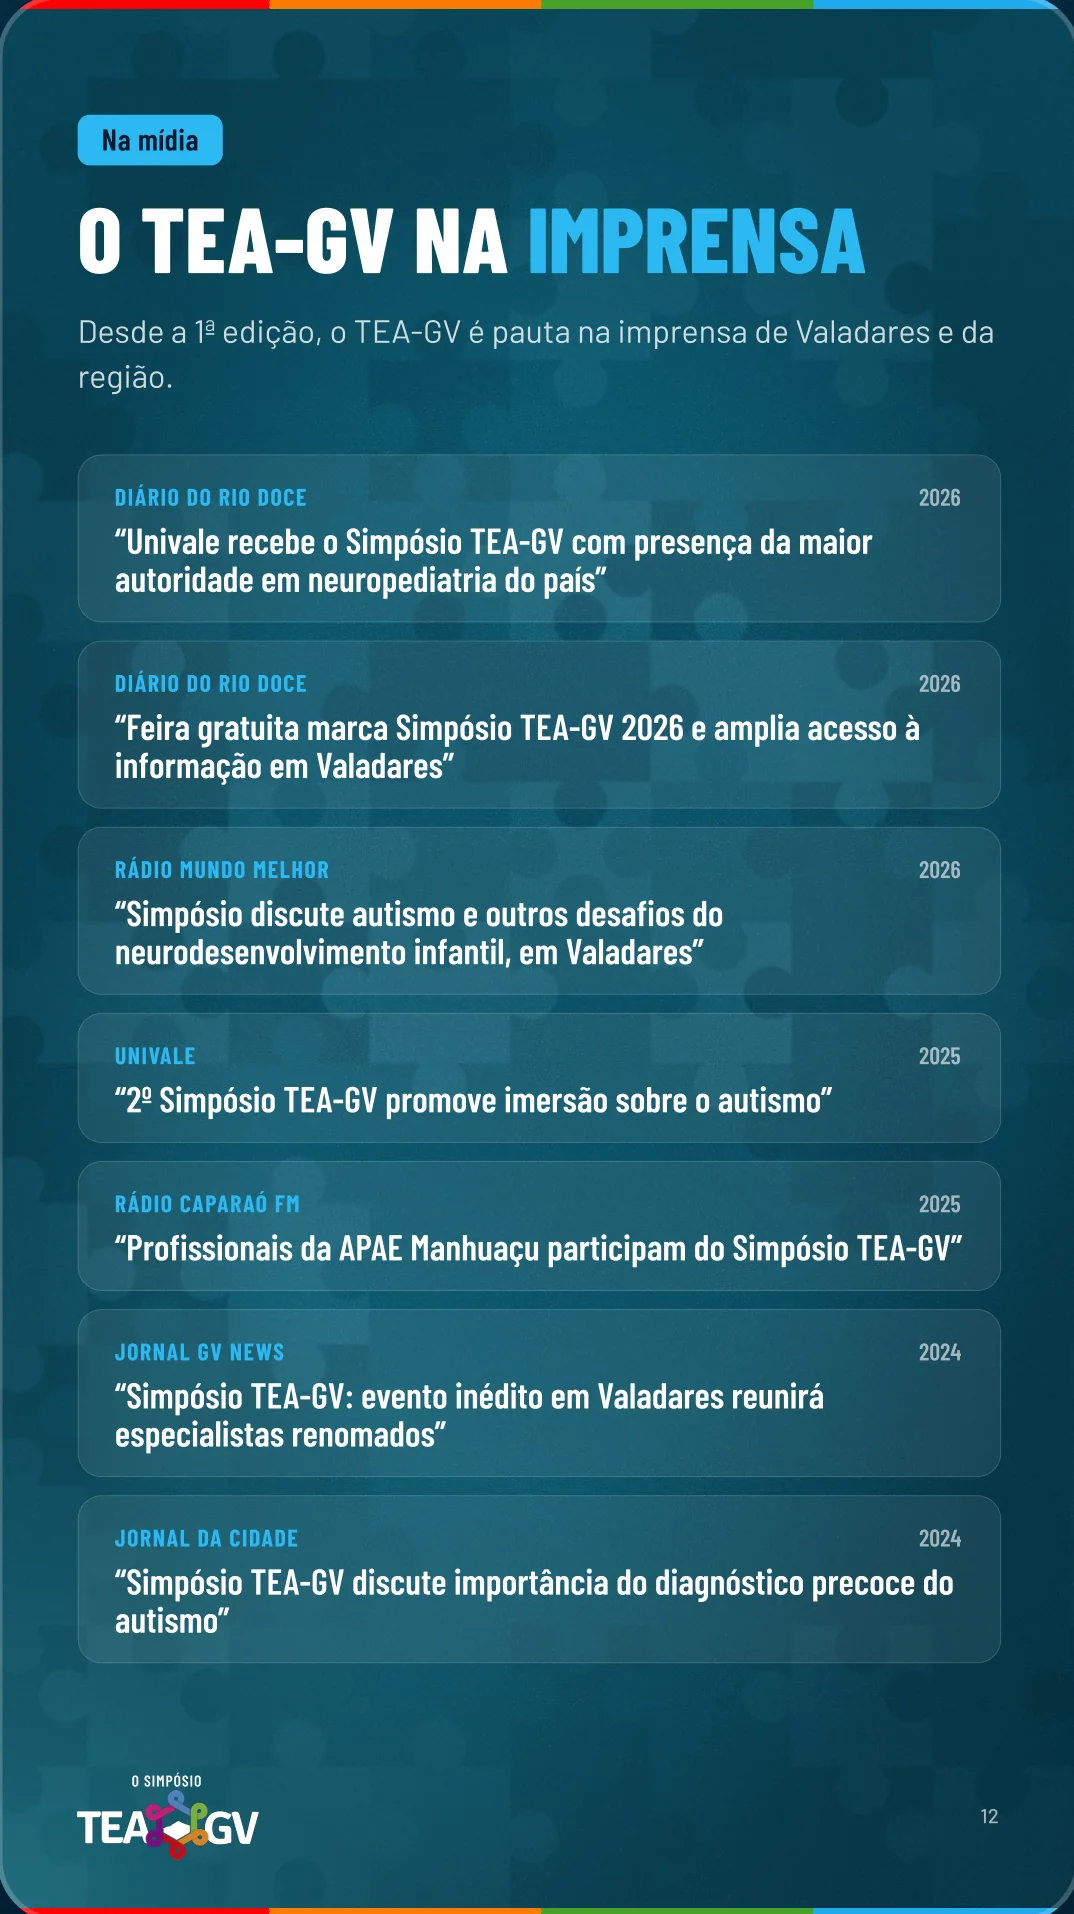 Na mídia
O TEA-GV NA IMPRENSA
Desde a 1ª edição, o TEA-GV é pauta na imprensa de Valadares e da
região.
DIÁRIO DO RIO DOCE 2026
“Univale recebe o Simpósio TEA-GV com presença da maior
autoridade em neuropediatria do país”
DIÁRIO DO RIO DOCE 2026
“Feira gratuita marca Simpósio TEA-GV 2026 e amplia acesso à
informação em Valadares”
RÁDIO MUNDO MELHOR 2026
“Simpósio discute autismo e outros desafios do
neurodesenvolvimento infantil, em Valadares”
UNIVALE 2025
“2º Simpósio TEA-GV promove imersão sobre o autismo”
RÁDIO CAPARAÓ FM 2025
“Profissionais da APAE Manhuaçu participam do Simpósio TEA-GV”
JORNAL GV NEWS 2024
“Simpósio TEA-GV: evento inédito em Valadares reunirá
especialistas renomados”
JORNAL DA CIDADE 2024
“Simpósio TEA-GV discute importância do diagnóstico precoce do
autismo”
O SIMPÓSIO
TEA GV
12